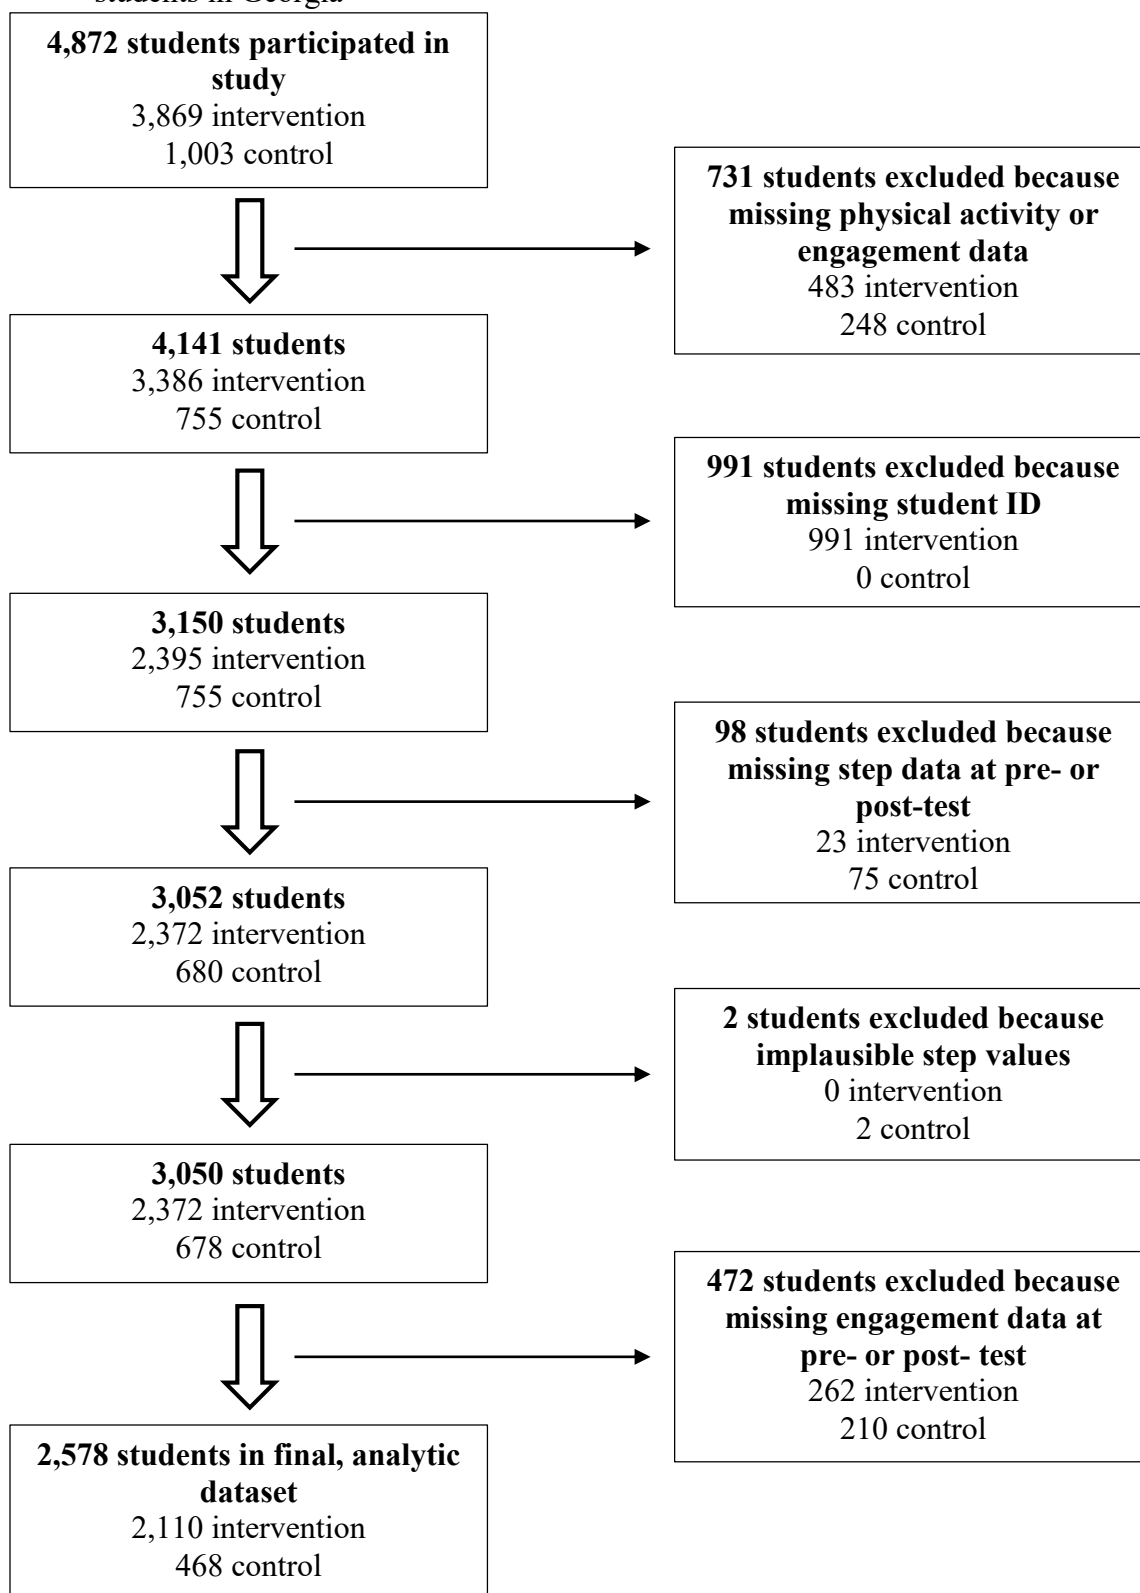 students in Georgia
4,872 students participated in
study
3,869 intervention
1,003 control
731 students excluded because
missing physical activity or
engagement data
483 intervention
248 control
4,141 students
3,386 intervention
755 control
991 students excluded because
missing student ID
991 intervention
0 control
3,150 students
2,395 intervention
755 control
98 students excluded because
missing step data at pre- or
post-test
23 intervention
75 control
3,052 students
2,372 intervention
680 control
2 students excluded because
implausible step values
0 intervention
2 control
3,050 students
2,372 intervention
678 control
472 students excluded because
missing engagement data at
pre- or post- test
262 intervention
210 control
2,578 students in final, analytic
dataset
2,110 intervention
468 control